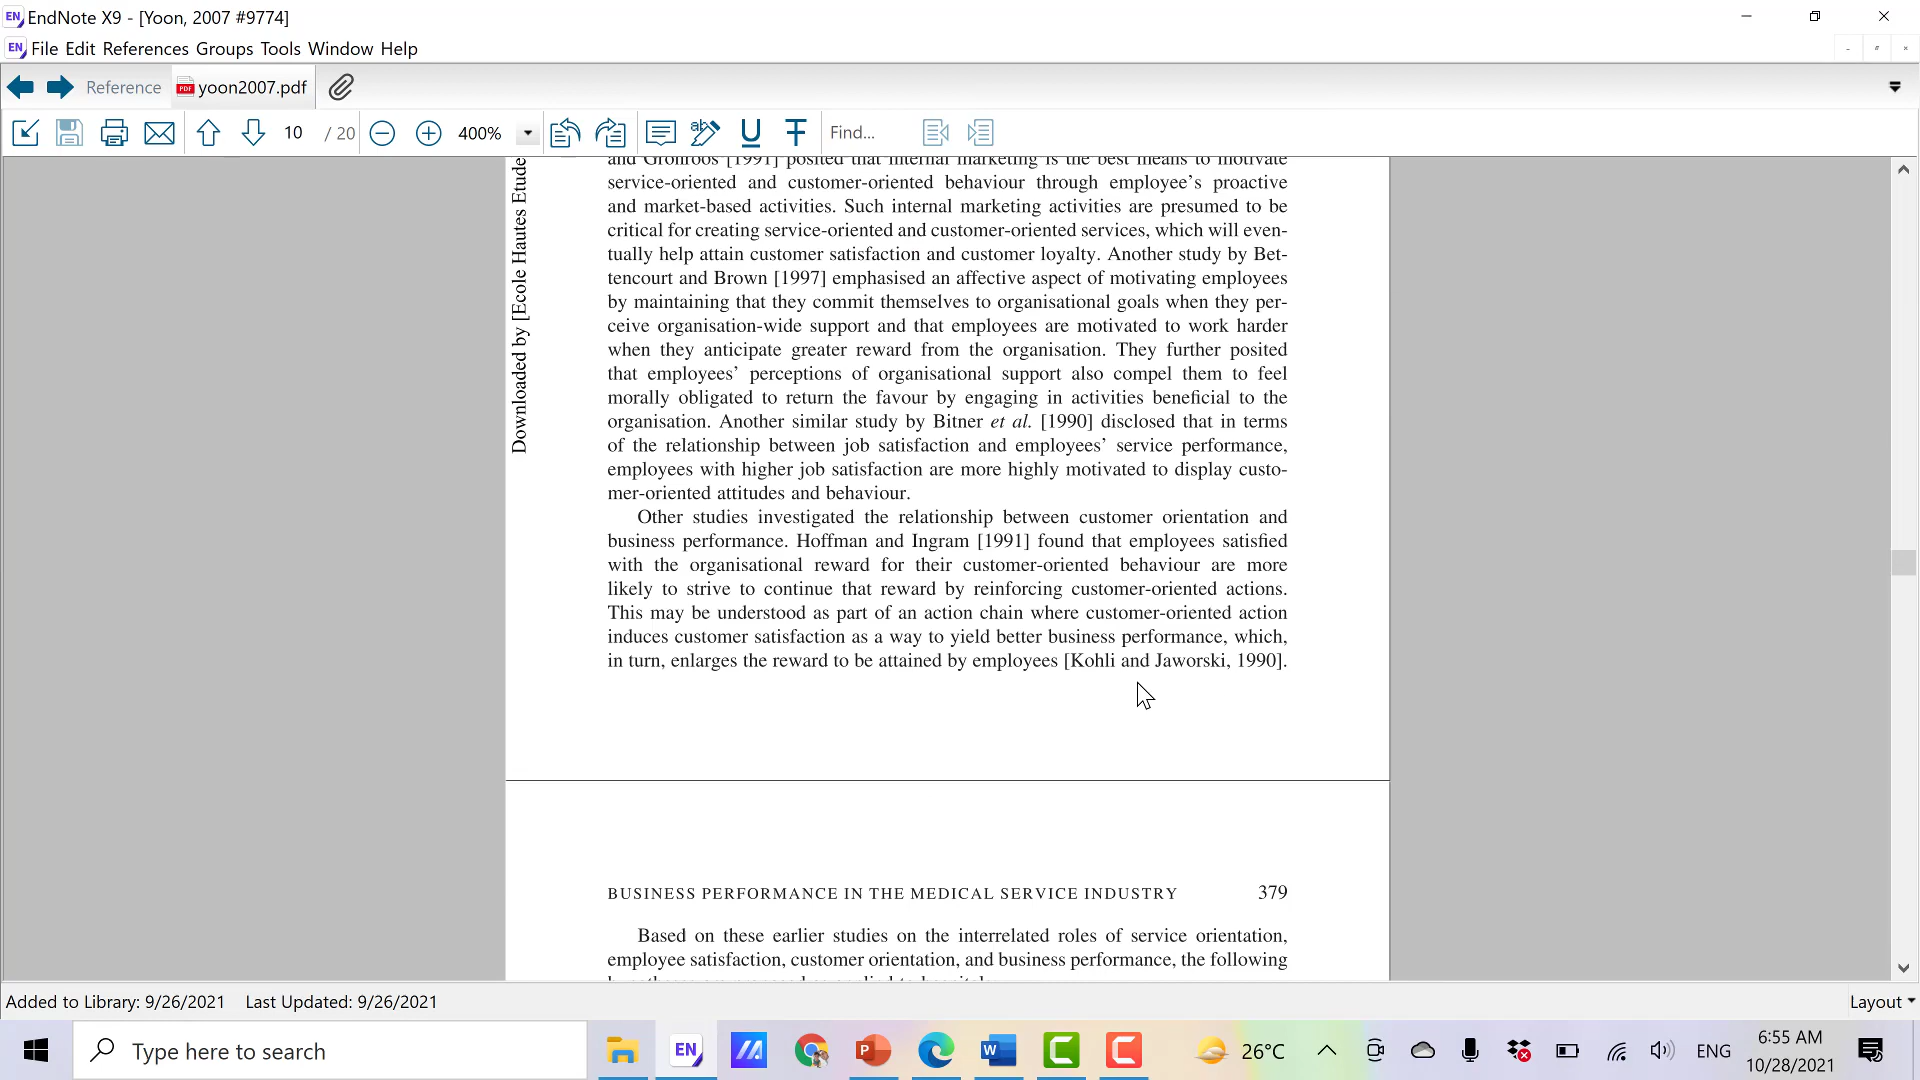 EndNote X9 - [Yoon, 2007 #9774]
File Edit References Groups Tools Window Help
Reference yoon2007.pdf
10 / 20 400% Find...
Downloaded by [Ecole Hautes Etude
and Gronroos [1991] posited that internal marketing is the best means to motivate
service-oriented and customer-oriented behaviour through employee's proactive
and market-based activities. Such internal marketing activities are presumed to be
critical for creating service-oriented and customer-oriented services, which will even-
tually help attain customer satisfaction and customer loyalty. Another study by Bet-
tencourt and Brown [1997] emphasised an affective aspect of motivating employees
by maintaining that they commit themselves to organisational goals when they per-
ceive organisation-wide support and that employees are motivated to work harder
when they anticipate greater reward from the organisation. They further posited
that employees' perceptions of organisational support also compel them to feel
morally obligated to return the favour by engaging in activities beneficial to the
organisation. Another similar study by Bitner et al. [1990] disclosed that in terms
of the relationship between job satisfaction and employees' service performance,
employees with higher job satisfaction are more highly motivated to display custo-
mer-oriented attitudes and behaviour.
Other studies investigated the relationship between customer orientation and
business performance. Hoffman and Ingram [1991] found that employees satisfied
with the organisational reward for their customer-oriented behaviour are more
likely to strive to continue that reward by reinforcing customer-oriented actions.
This may be understood as part of an action chain where customer-oriented action
induces customer satisfaction as a way to yield better business performance, which,
in turn, enlarges the reward to be attained by employees [Kohli and Jaworski, 1990].
BUSINESS PERFORMANCE IN THE MEDICAL SERVICE INDUSTRY 379
Based on these earlier studies on the interrelated roles of service orientation,
employee satisfaction, customer orientation, and business performance, the following
Added to Library: 9/26/2021 Last Updated: 9/26/2021 Layout
Type here to search
26°C ENG
6:55 AM
10/28/2021